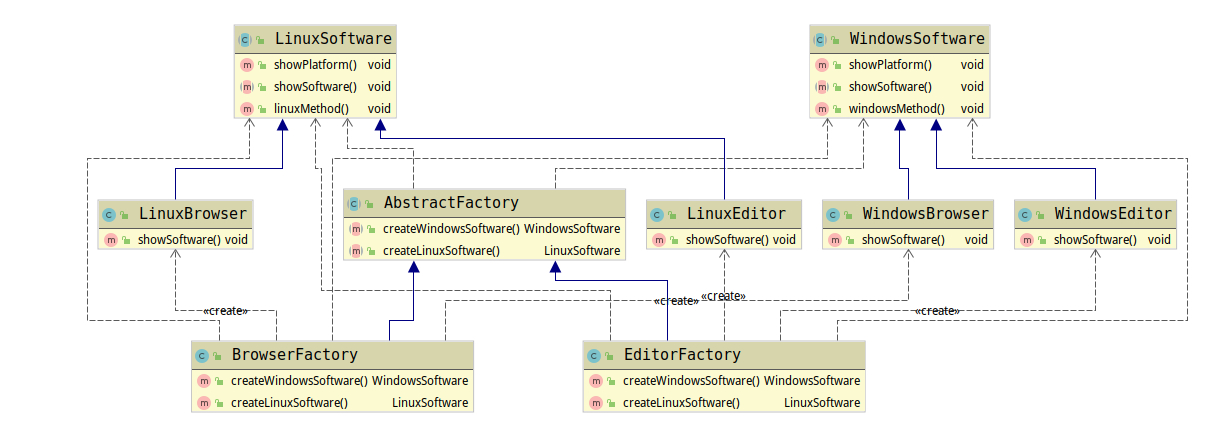 LinuxSoftware
showPlatform() void
showSoftware() void
linuxMethod() void
WindowsSoftware
showPlatform() void
showSoftware() void
windowsMethod() void
LinuxBrowser
showSoftware() void
AbstractFactory
createWindowsSoftware() WindowsSoftware
createLinuxSoftware() LinuxSoftware
LinuxEditor
showSoftware() void
WindowsBrowser
showSoftware() void
WindowsEditor
showSoftware() void
«create»
«create»
«create»
«create»
BrowserFactory
createWindowsSoftware() WindowsSoftware
createLinuxSoftware() LinuxSoftware
EditorFactory
createWindowsSoftware() WindowsSoftware
createLinuxSoftware() LinuxSoftware